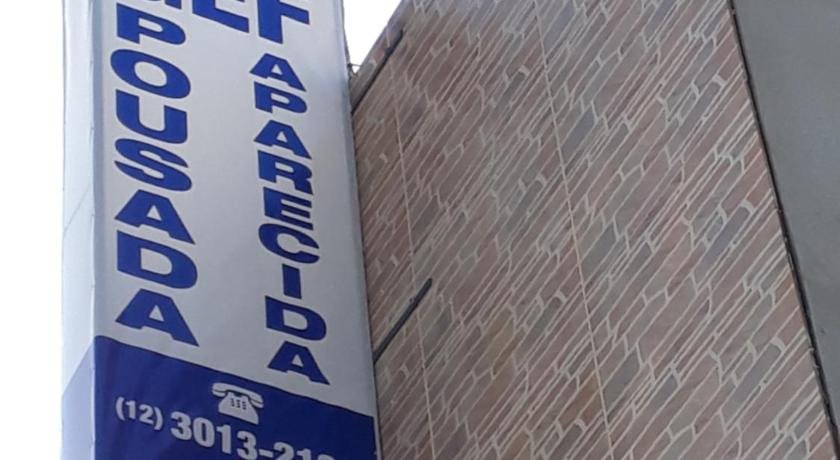 POUSADA
APARECIDA
(12) 3013-21